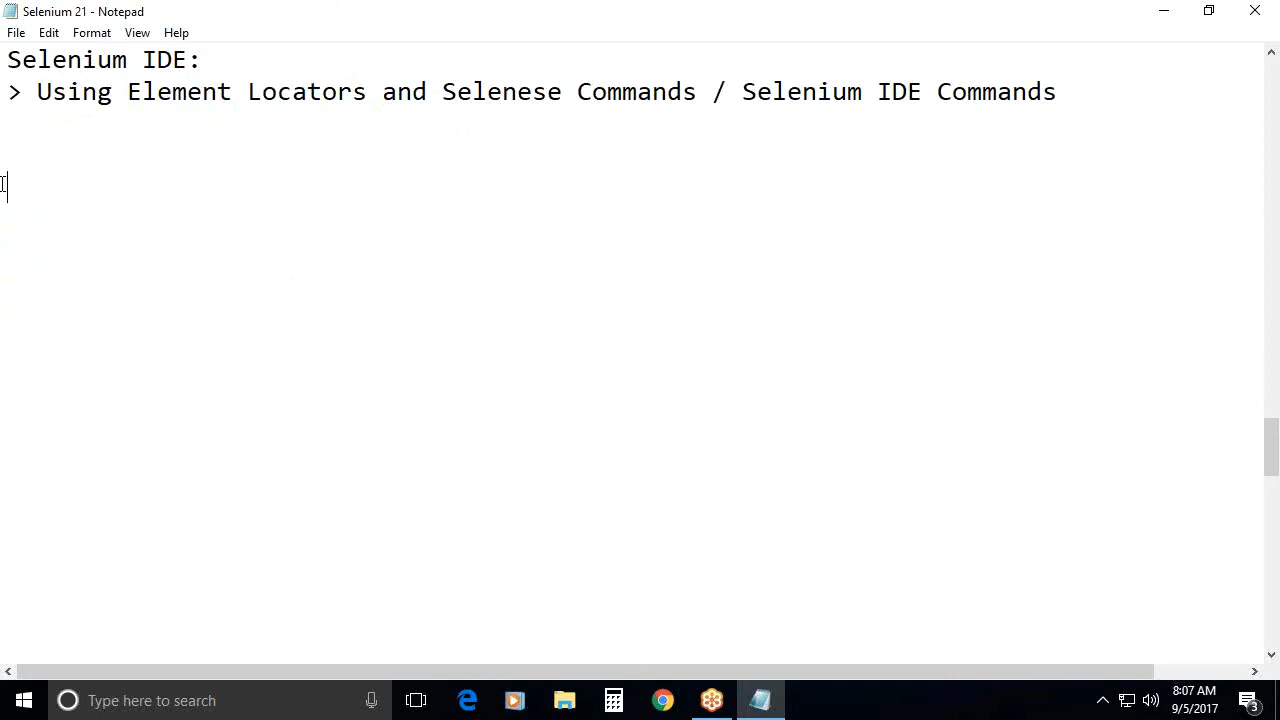 Selenium 21 - Notepad
File Edit Format View Help
Selenium IDE:
> Using Element Locators and Selenese Commands / Selenium IDE Commands
Type here to search
8:07 AM
9/5/2017
3